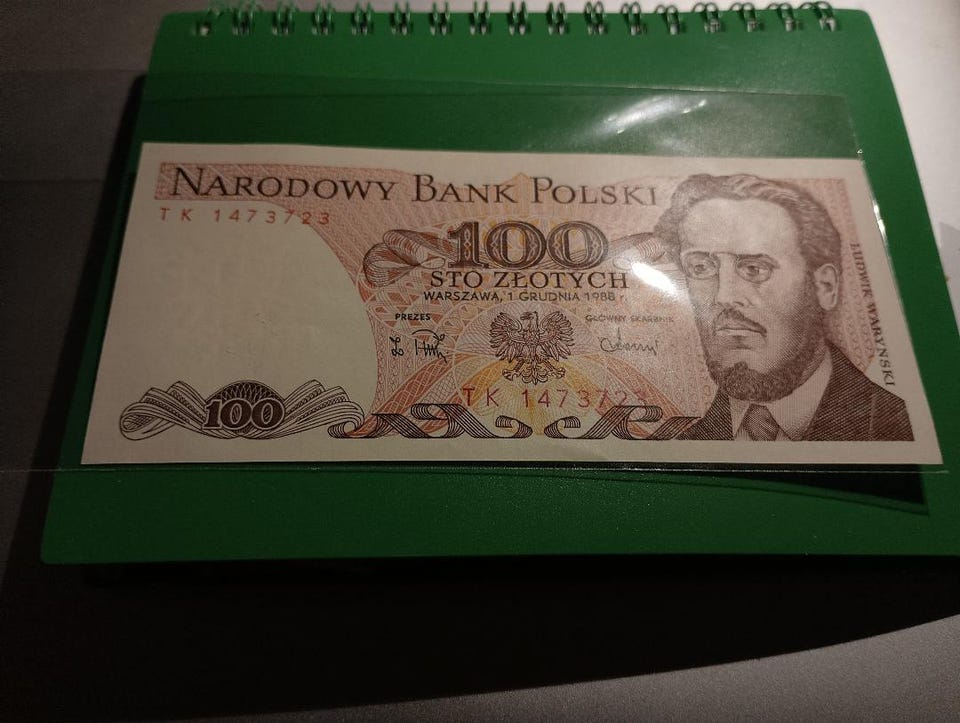 NARODOWY BANK POLSKI
TK 1473723
100
STO ZŁOTYCH
WARSZAWA, 1 GRUDNIA 1988 r.
PREZES
GŁÓWNY SKARBNIK
TK 1473723
100
LUDWIK WARYŃSKI